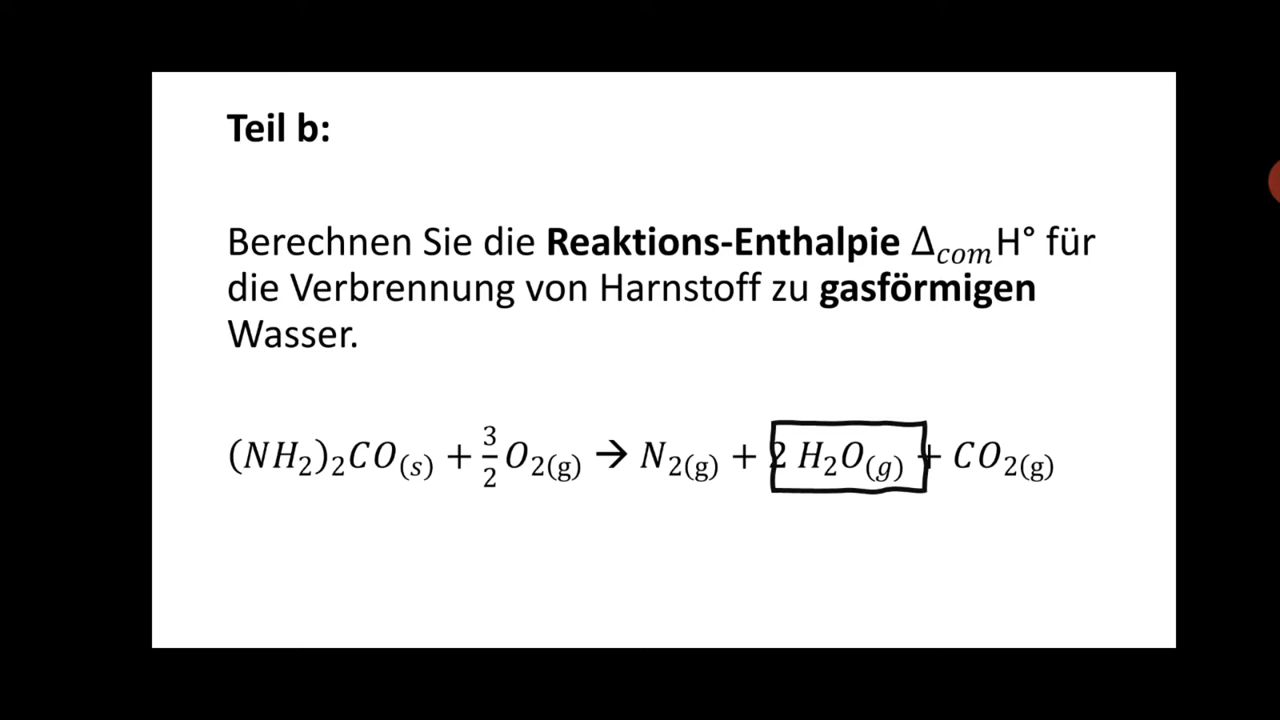 Teil b:
Berechnen Sie die Reaktions-Enthalpie Δ_com H° für
die Verbrennung von Harnstoff zu gasförmigen
Wasser.
(NH₂)₂CO₍s₎ + 3/2 O₂(g) → N₂(g) + 2 H₂O₍g₎ + CO₂(g)